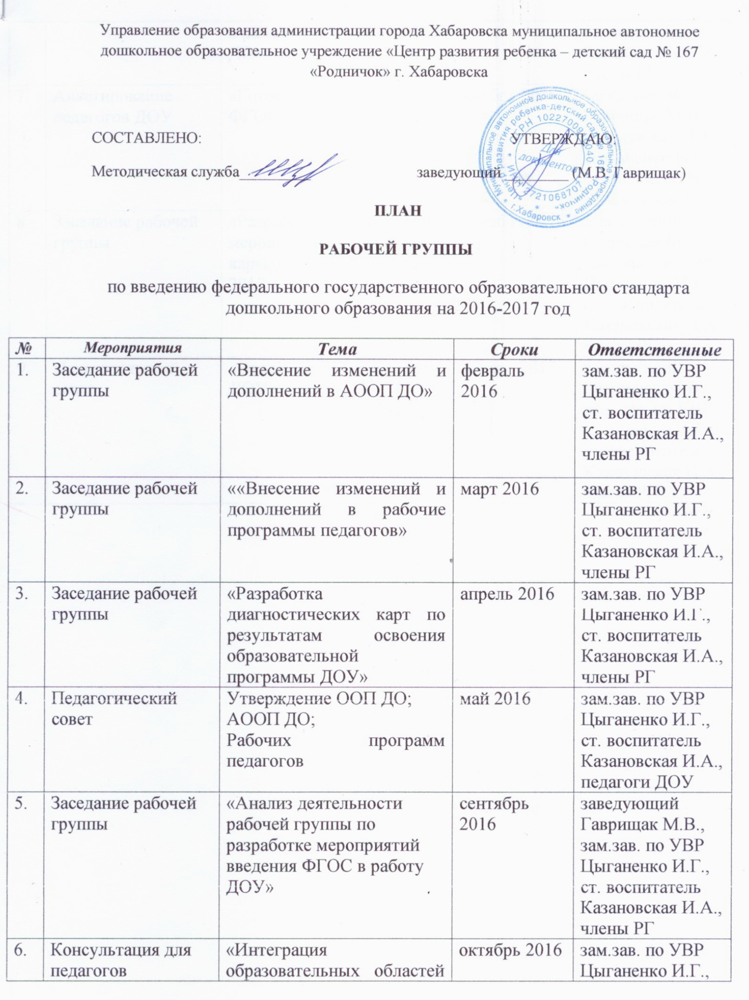 Управление образования администрации города Хабаровска муниципальное автономное
дошкольное образовательное учреждение «Центр развития ребенка – детский сад № 167
«Родничок» г. Хабаровска
СОСТАВЛЕНО: УТВЕРЖДАЮ:
Методическая служба_________ заведующий_________(М.В. Гаврищак)
Муниципальное автономное дошкольное образовательное учреждение * г.Хабаровск *
„Центр развития ребенка-детский сад № 167 „Родничок“ *
* ОГРН 1022700910040 * ИНН 2721068707
Для
документов
ПЛАН
РАБОЧЕЙ ГРУППЫ
по введению федерального государственного образовательного стандарта
дошкольного образования на 2016-2017 год
№ Мероприятия Тема Сроки Ответственные
1. Заседание рабочей «Внесение изменений и февраль зам.зав. по УВР
группы дополнений в АООП ДО» 2016 Цыганенко И.Г.,
ст. воспитатель
Казановская И.А.,
члены РГ
2. Заседание рабочей ««Внесение изменений и март 2016 зам.зав. по УВР
группы дополнений в рабочие Цыганенко И.Г.,
программы педагогов» ст. воспитатель
Казановская И.А.,
члены РГ
3. Заседание рабочей «Разработка апрель 2016 зам.зав. по УВР
группы диагностических карт по Цыганенко И.Г.,
результатам освоения ст. воспитатель
образовательной Казановская И.А.,
программы ДОУ» члены РГ
4. Педагогический Утверждение ООП ДО; май 2016 зам.зав. по УВР
совет АООП ДО; Цыганенко И.Г.,
Рабочих программ ст. воспитатель
педагогов Казановская И.А.,
педагоги ДОУ
5. Заседание рабочей «Анализ деятельности сентябрь заведующий
группы рабочей группы по 2016 Гаврищак М.В.,
разработке мероприятий зам.зав. по УВР
введения ФГОС в работу Цыганенко И.Г.,
ДОУ» ст. воспитатель
Казановская И.А.,
члены РГ
6. Консультация для «Интеграция октябрь 2016 зам.зав. по УВР
педагогов образовательных областей Цыганенко И.Г.,